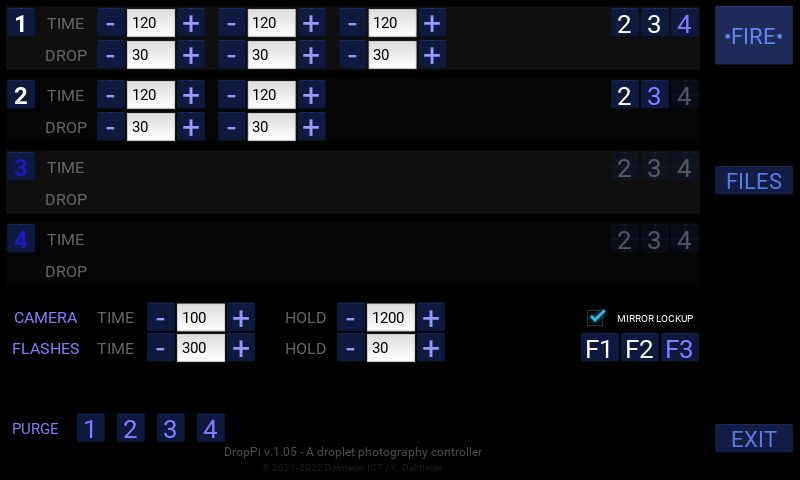 1 TIME - 120 + - 120 + - 120 + 2 3 4 •FIRE•
DROP - 30 + - 30 + - 30 +
2 TIME - 120 + - 120 + 2 3 4
DROP - 30 + - 30 +
3 TIME 2 3 4 FILES
DROP
4 TIME 2 3 4
DROP
CAMERA TIME - 100 + HOLD - 1200 + MIRROR LOCKUP
FLASHES TIME - 300 + HOLD - 30 + F1 F2 F3
PURGE 1 2 3 4 EXIT
DropPi v.1.05 - A droplet photography controller
© 2021-2022 Dalmeijer ICT / K. Dalmeijer